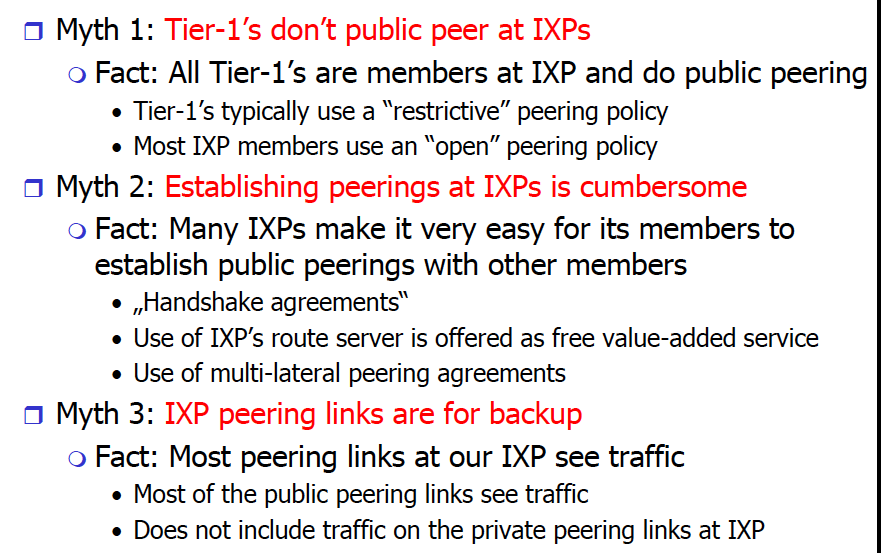 Myth 1: Tier-1’s don’t public peer at IXPs
Fact: All Tier-1’s are members at IXP and do public peering
Tier-1’s typically use a “restrictive” peering policy
Most IXP members use an “open” peering policy
Myth 2: Establishing peerings at IXPs is cumbersome
Fact: Many IXPs make it very easy for its members to
establish public peerings with other members
„Handshake agreements“
Use of IXP’s route server is offered as free value-added service
Use of multi-lateral peering agreements
Myth 3: IXP peering links are for backup
Fact: Most peering links at our IXP see traffic
Most of the public peering links see traffic
Does not include traffic on the private peering links at IXP